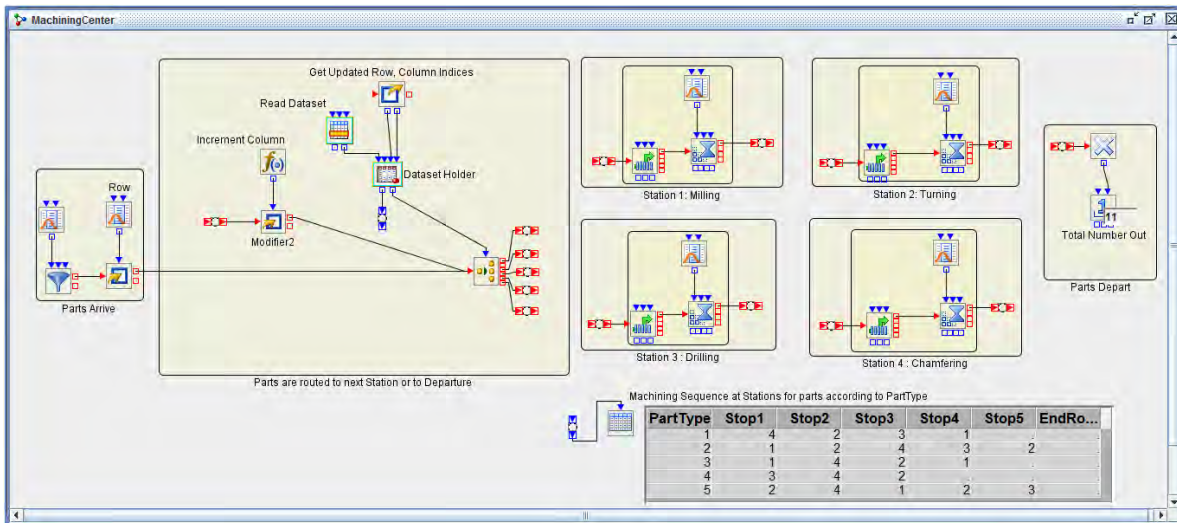 MachiningCenter
Get Updated Row, Column Indices
Read Dataset
Increment Column
Dataset Holder
Row
Modifier2
Parts Arrive
Parts are routed to next Station or to Departure
Station 1: Milling
Station 2: Turning
Station 3 : Drilling
Station 4 : Chamfering
11
Total Number Out
Parts Depart
Machining Sequence at Stations for parts according to PartType
PartType Stop1 Stop2 Stop3 Stop4 Stop5 EndRo...
1 4 2 3 1 . .
2 1 2 4 3 2 .
3 1 4 2 1 . .
4 3 4 2 . . .
5 2 4 1 2 3 .